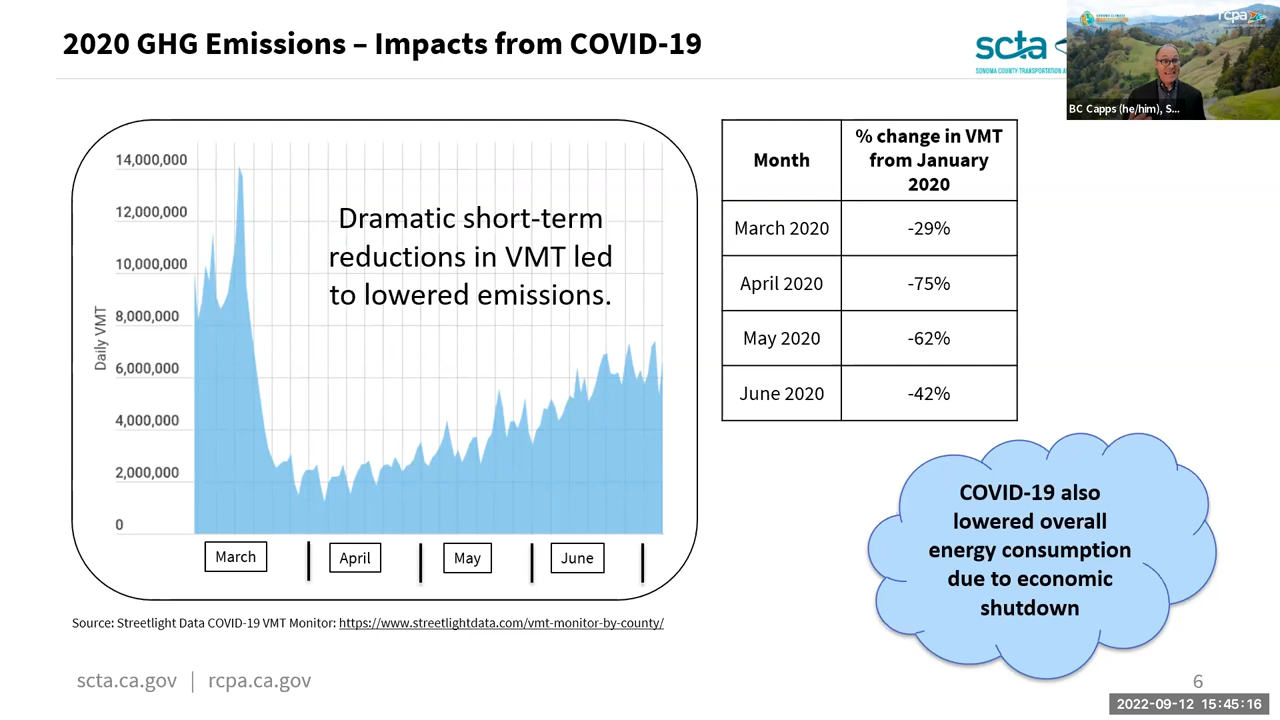 2020 GHG Emissions – Impacts from COVID-19
scta
SONOMA COUNTY TRANSPORTATION
rcpa
BC Capps (he/him), S...
14,000,000
12,000,000
10,000,000
8,000,000
6,000,000
4,000,000
2,000,000
0
Daily VMT
Dramatic short-term
reductions in VMT led
to lowered emissions.
March
April
May
June
Month
% change in VMT
from January
2020
March 2020
-29%
April 2020
-75%
May 2020
-62%
June 2020
-42%
COVID-19 also
lowered overall
energy consumption
due to economic
shutdown
Source: Streetlight Data COVID-19 VMT Monitor: https://www.streetlightdata.com/vmt-monitor-by-county/
scta.ca.gov | rcpa.ca.gov
6
2022-09-12 15:45:16